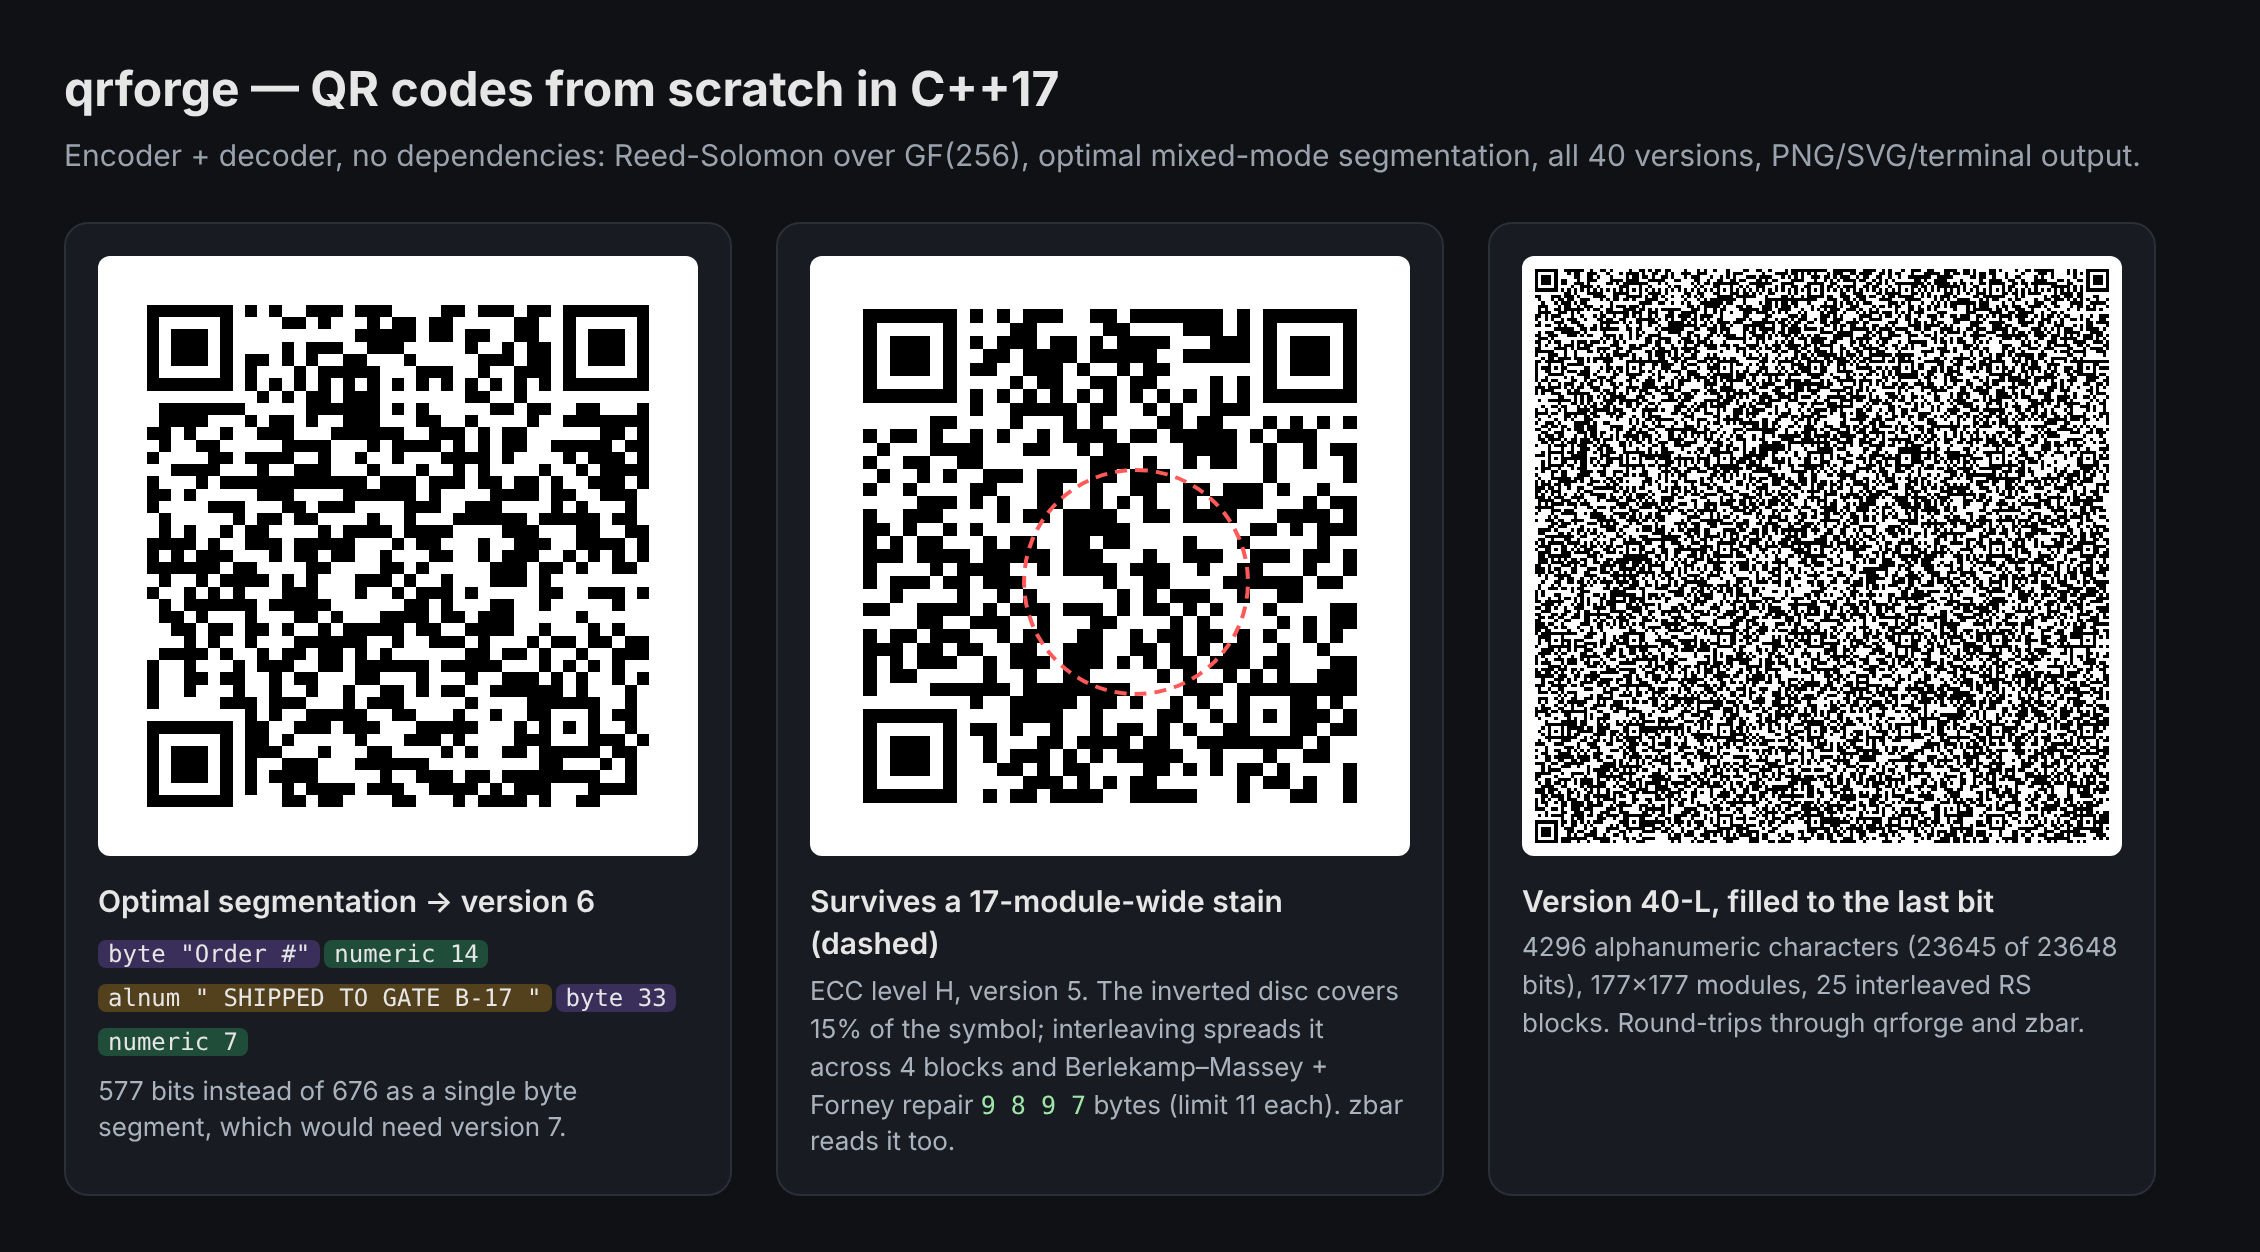 qrforge — QR codes from scratch in C++17
Encoder + decoder, no dependencies: Reed-Solomon over GF(256), optimal mixed-mode segmentation, all 40 versions, PNG/SVG/terminal output.
Optimal segmentation → version 6
byte "Order #" numeric 14
alnum " SHIPPED TO GATE B-17 " byte 33
numeric 7
577 bits instead of 676 as a single byte
segment, which would need version 7.
Survives a 17-module-wide stain
(dashed)
ECC level H, version 5. The inverted disc covers
15% of the symbol; interleaving spreads it
across 4 blocks and Berlekamp–Massey +
Forney repair 9 8 9 7 bytes (limit 11 each). zbar
reads it too.
Version 40-L, filled to the last bit
4296 alphanumeric characters (23645 of 23648
bits), 177×177 modules, 25 interleaved RS
blocks. Round-trips through qrforge and zbar.